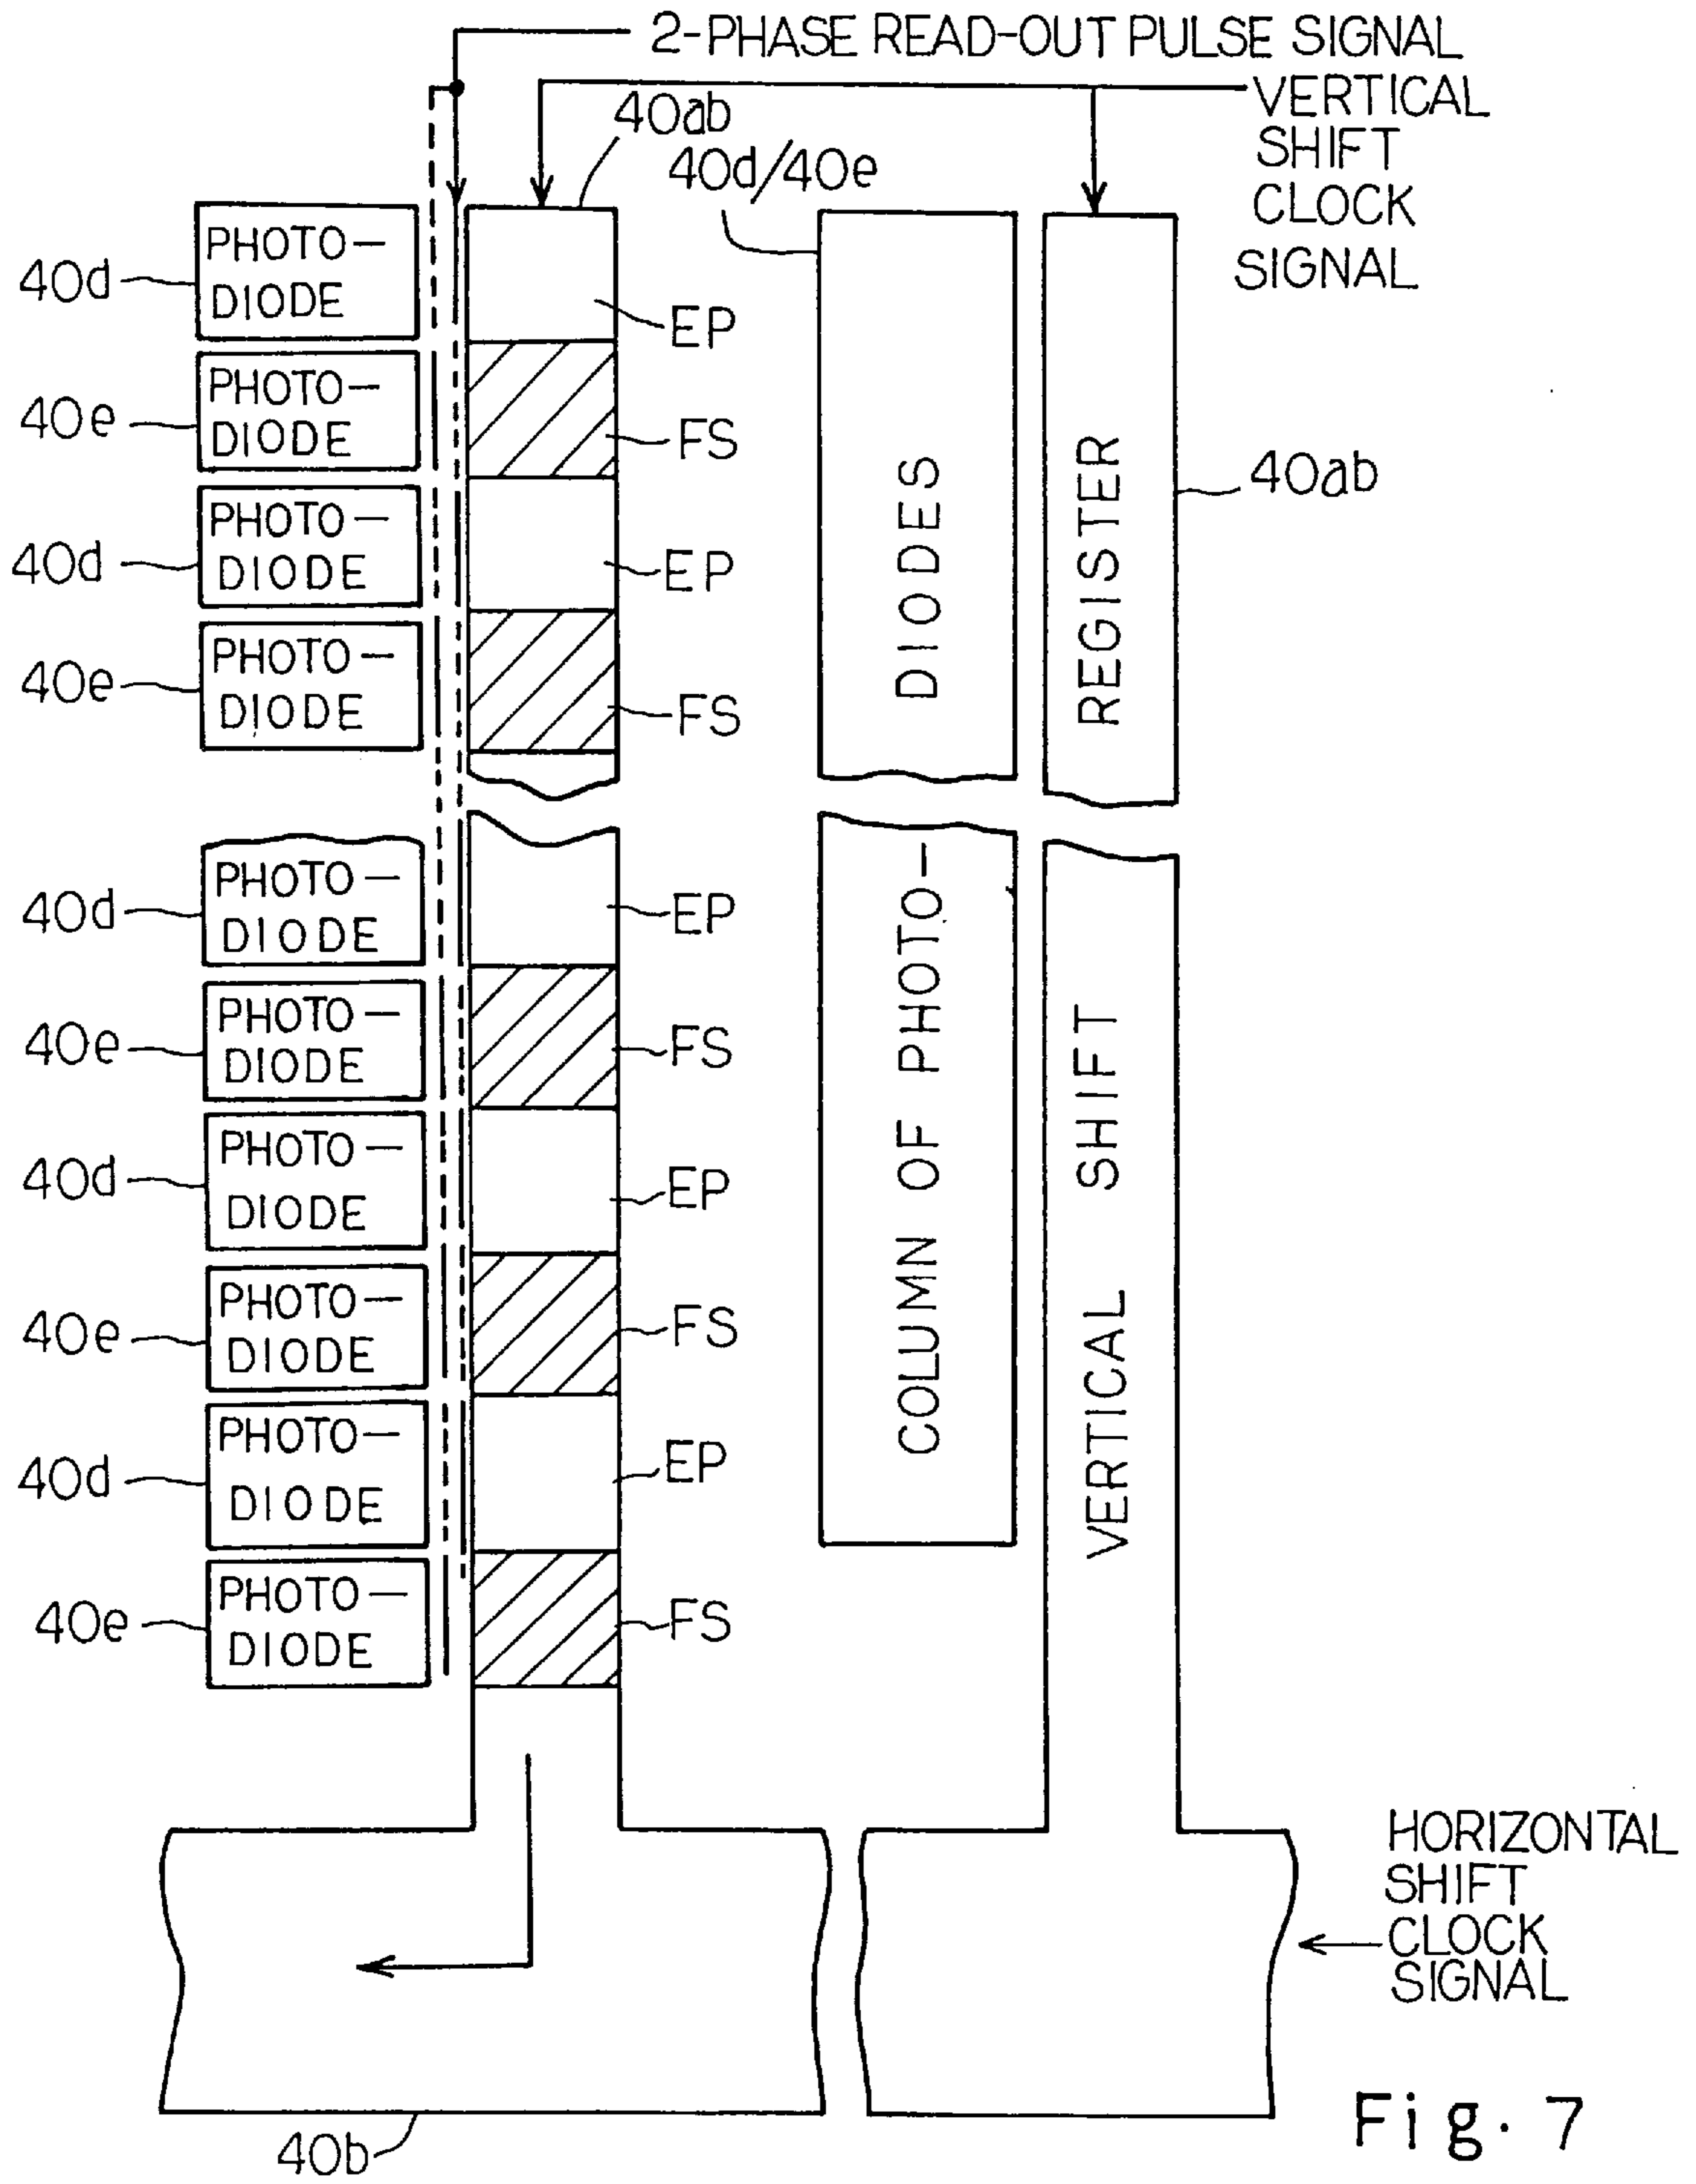 2-PHASE READ-OUT PULSE SIGNAL
VERTICAL
SHIFT
CLOCK
SIGNAL
40ab
40d/40e
40d
PHOTO-
DIODE
EP
40e
PHOTO-
DIODE
FS
40d
PHOTO-
DIODE
EP
40e
PHOTO-
DIODE
FS
40d
PHOTO-
DIODE
EP
40e
PHOTO-
DIODE
FS
40d
PHOTO-
DIODE
EP
40e
PHOTO-
DIODE
FS
40d
PHOTO-
DIODE
EP
40e
PHOTO-
DIODE
FS
COLUMN OF PHOTO-DIODES
VERTICAL SHIFT REGISTER
40ab
HORIZONTAL
SHIFT
CLOCK
SIGNAL
40b
Fig. 7